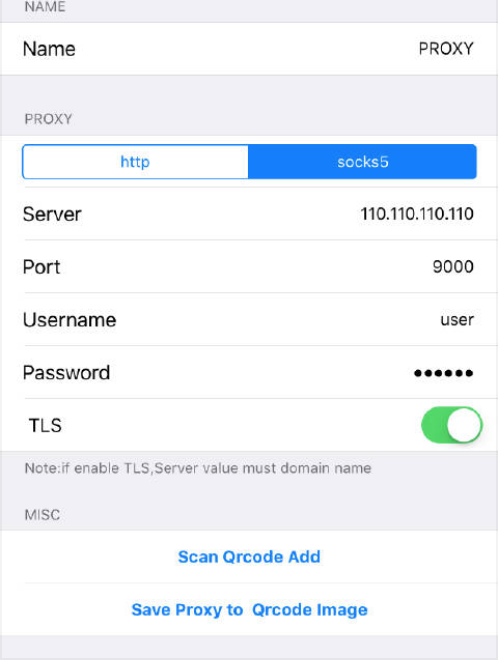 NAME
Name PROXY
PROXY
http socks5
Server 110.110.110.110
Port 9000
Username user
Password ●●●●●●
TLS
Note:if enable TLS,Server value must domain name
MISC
Scan Qrcode Add
Save Proxy to Qrcode Image